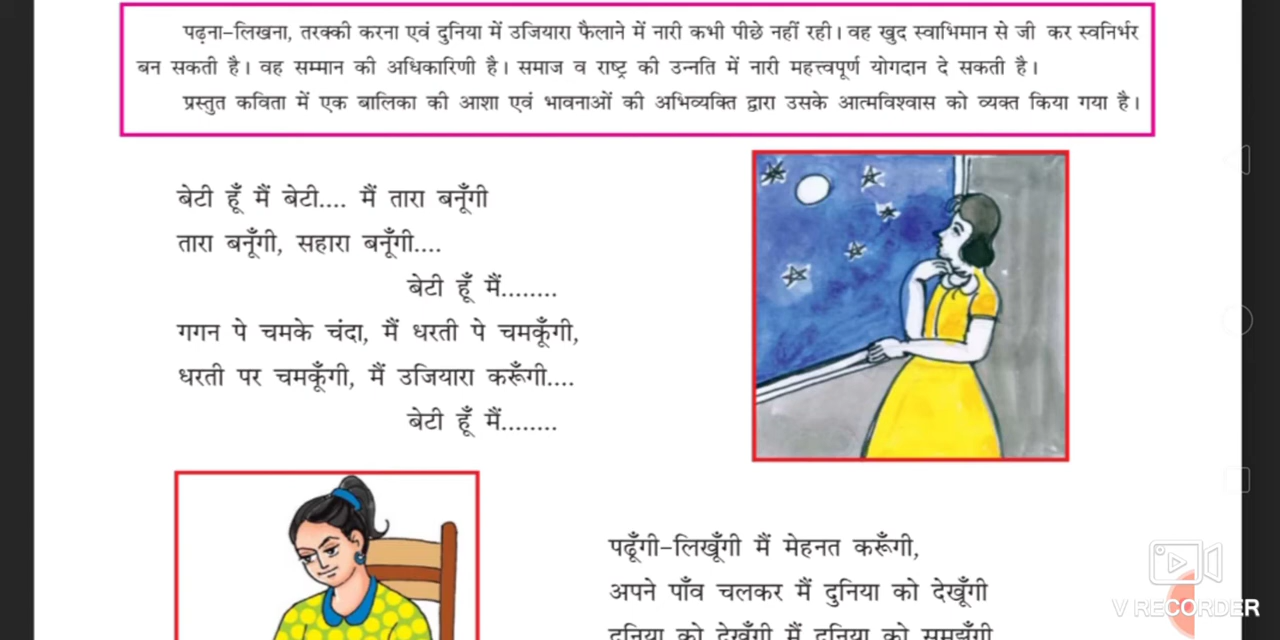 पढ़ना–लिखना, तरक्की करना एवं दुनिया में उजियारा फैलाने में नारी कभी पीछे नहीं रही। वह खुद स्वाभिमान से जी कर स्वनिर्भर
बन सकती है। वह सम्मान की अधिकारिणी है। समाज व राष्ट्र की उन्नति में नारी महत्त्वपूर्ण योगदान दे सकती है।
प्रस्तुत कविता में एक बालिका की आशा एवं भावनाओं की अभिव्यक्ति द्वारा उसके आत्मविश्वास को व्यक्त किया गया है।
बेटी हूँ मैं बेटी.... मैं तारा बनूँगी
तारा बनूँगी, सहारा बनूँगी....
बेटी हूँ मैं........
गगन पे चमके चंदा, मैं धरती पे चमकूँगी,
धरती पर चमकूँगी, मैं उजियारा करूँगी....
बेटी हूँ मैं........
पढूँगी–लिखूँगी मैं मेहनत करूँगी,
अपने पाँव चलकर मैं दुनिया को देखूँगी
दुनिया को देखूँगी मैं दुनिया को समझूँगी
V RECORDER